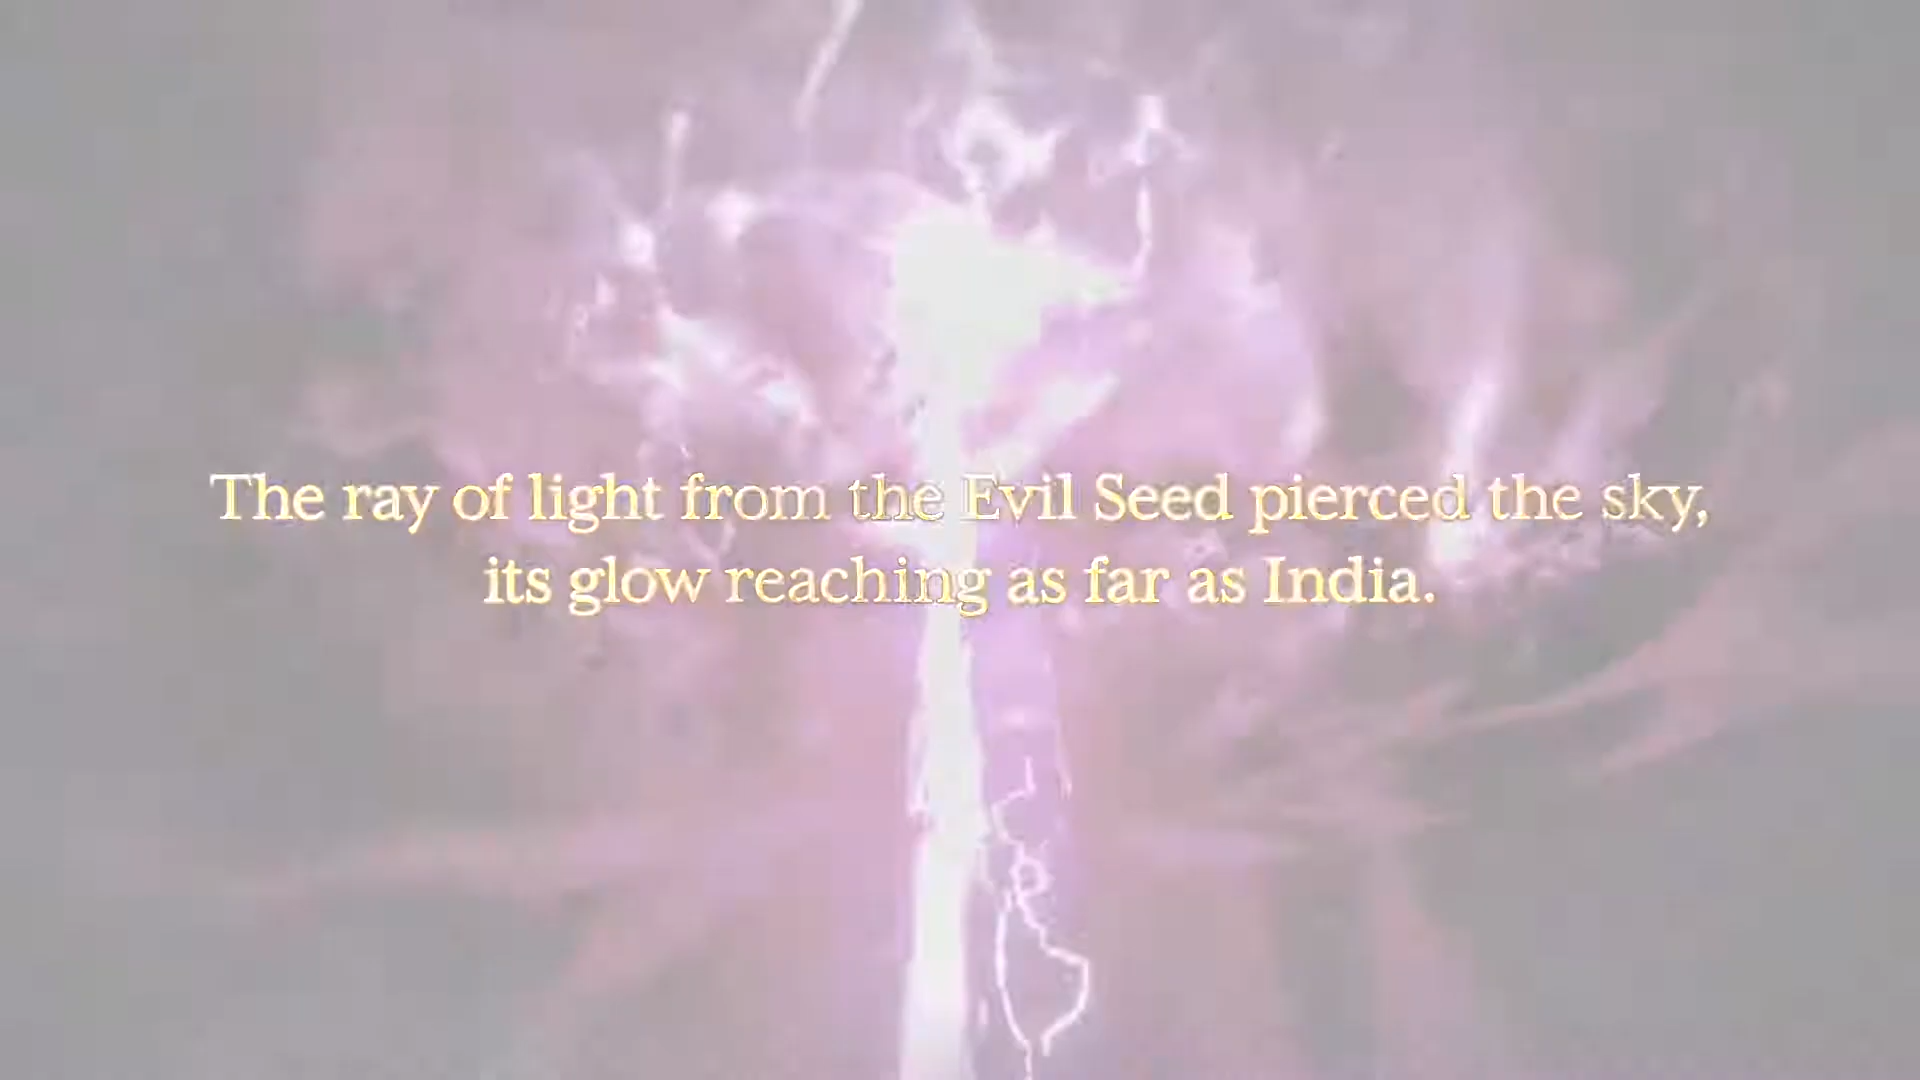 The ray of light from the Evil Seed pierced the sky,
its glow reaching as far as India.